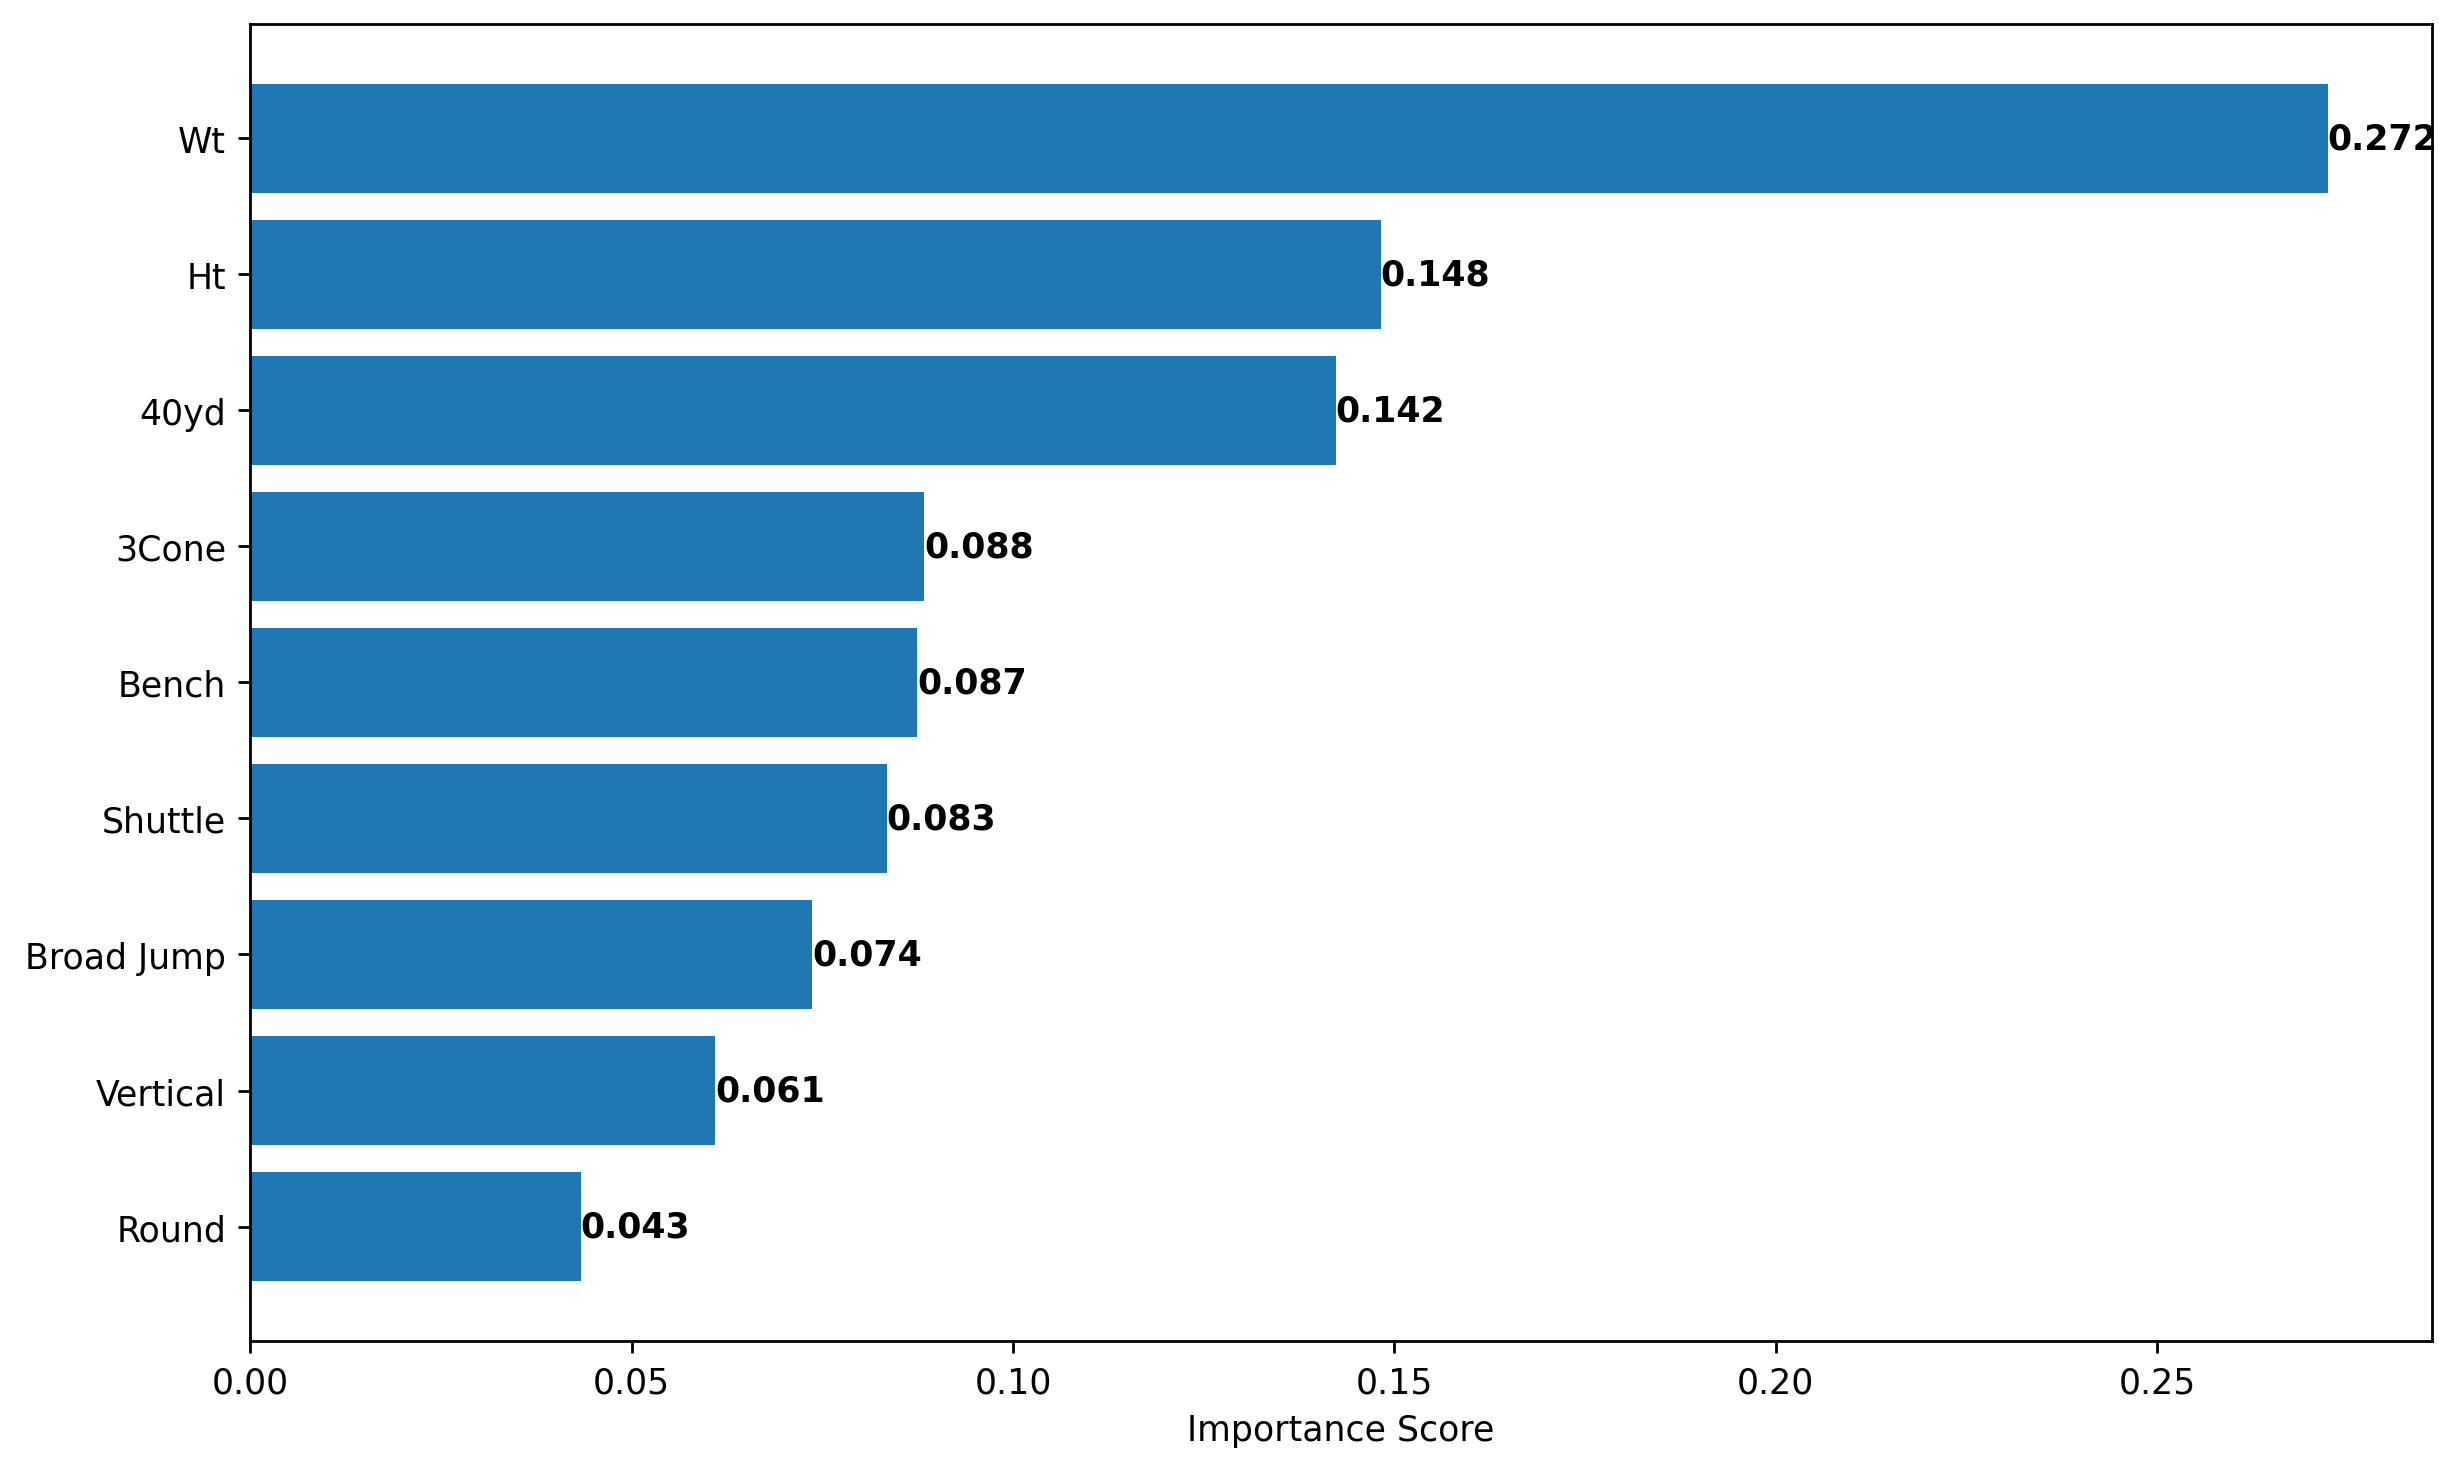 Wt 0.272
Ht 0.148
40yd 0.142
3Cone 0.088
Bench 0.087
Shuttle 0.083
Broad Jump 0.074
Vertical 0.061
Round 0.043
0.00 0.05 0.10 0.15 0.20 0.25
Importance Score